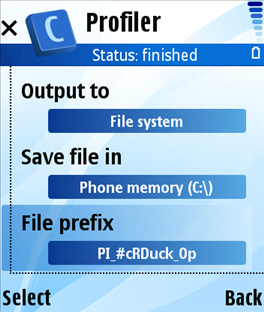 C
Profiler
Status: finished
Output to
File system
Save file in
Phone memory (C:\)
File prefix
PI_#cRDuck_0p
Select
Back